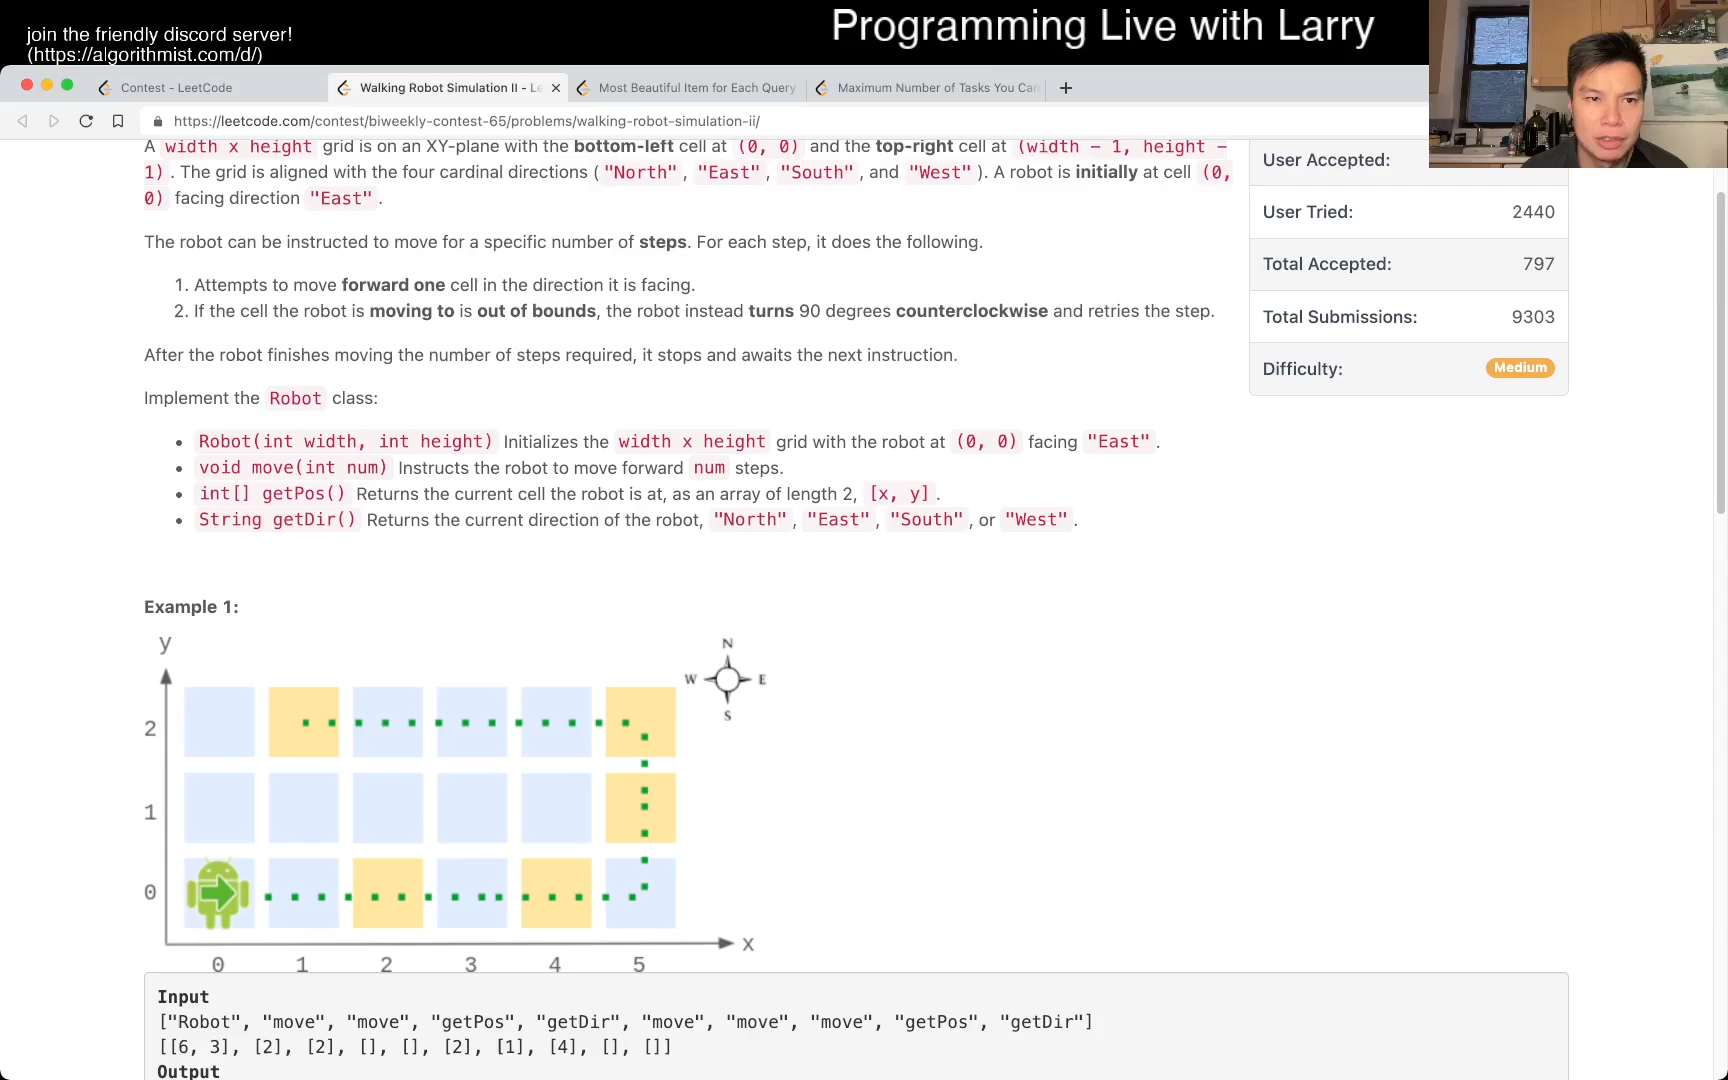 join the friendly discord server!
(https://algorithmist.com/d/)
Programming Live with Larry
Contest - LeetCode
Walking Robot Simulation II - Le
Most Beautiful Item for Each Query
Maximum Number of Tasks You Can
https://leetcode.com/contest/biweekly-contest-65/problems/walking-robot-simulation-ii/
A width x height grid is on an XY-plane with the bottom-left cell at (0, 0) and the top-right cell at (width - 1, height -
1). The grid is aligned with the four cardinal directions ("North", "East", "South", and "West"). A robot is initially at cell (0,
0) facing direction "East".
The robot can be instructed to move for a specific number of steps. For each step, it does the following.
1. Attempts to move forward one cell in the direction it is facing.
2. If the cell the robot is moving to is out of bounds, the robot instead turns 90 degrees counterclockwise and retries the step.
After the robot finishes moving the number of steps required, it stops and awaits the next instruction.
Implement the Robot class:
• Robot(int width, int height) Initializes the width x height grid with the robot at (0, 0) facing "East".
• void move(int num) Instructs the robot to move forward num steps.
• int[] getPos() Returns the current cell the robot is at, as an array of length 2, [x, y].
• String getDir() Returns the current direction of the robot, "North", "East", "South", or "West".
User Accepted:
User Tried: 2440
Total Accepted: 797
Total Submissions: 9303
Difficulty: Medium
Example 1:
y
N
W E
S
2
1
0
x
0 1 2 3 4 5
Input
["Robot", "move", "move", "getPos", "getDir", "move", "move", "move", "getPos", "getDir"]
[[6, 3], [2], [2], [], [], [2], [1], [4], [], []]
Output